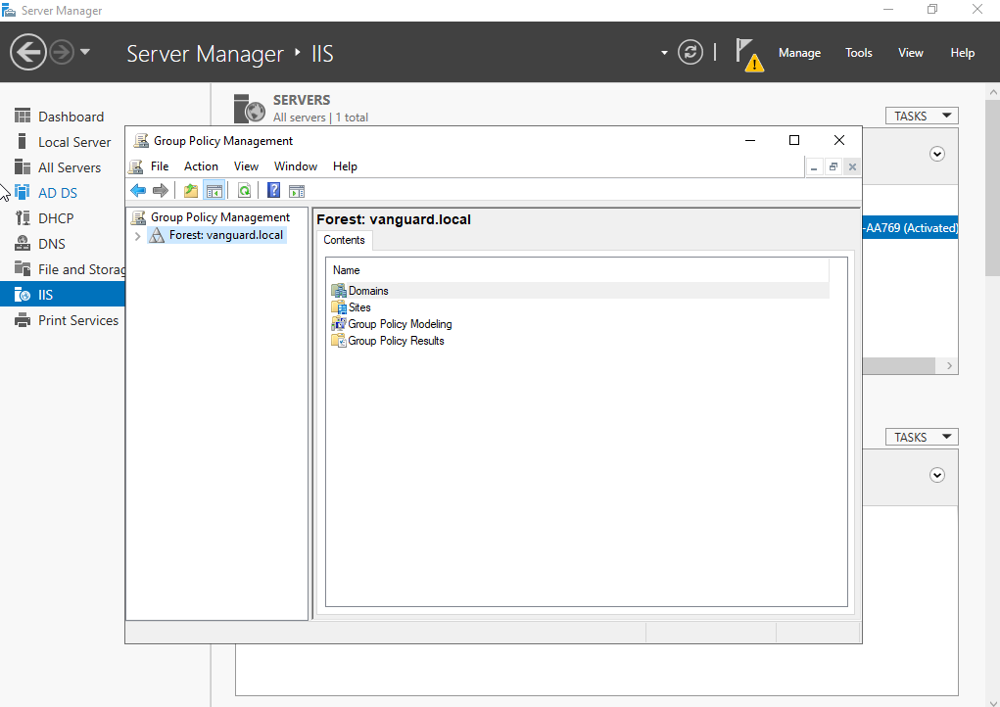 Server Manager
Server Manager ‣ IIS
Manage Tools View Help
Dashboard
Local Server
All Servers
AD DS
DHCP
DNS
File and Storag
IIS
Print Services
SERVERS
All servers | 1 total
TASKS
-AA769 (Activated)
TASKS
Group Policy Management
File Action View Window Help
Group Policy Management
Forest: vanguard.local
Forest: vanguard.local
Contents
Name
Domains
Sites
Group Policy Modeling
Group Policy Results